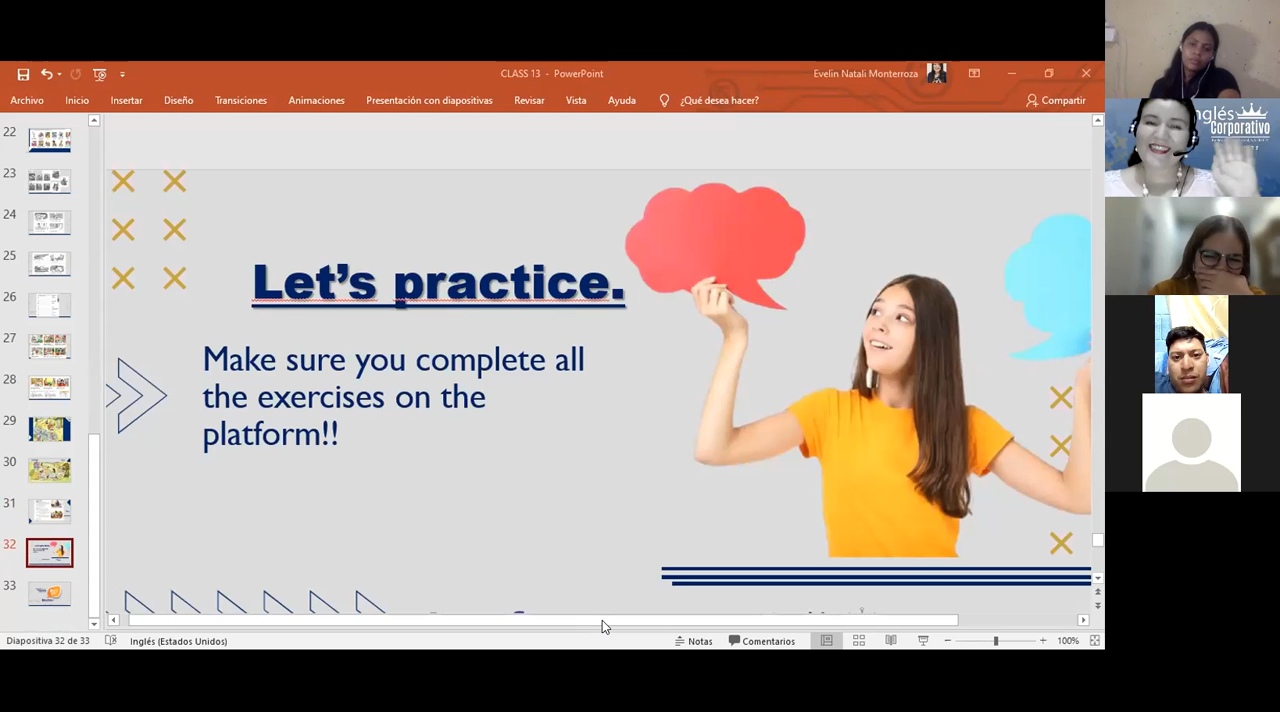 CLASS 13 - PowerPoint
Evelin Natali Monterroza
Archivo Inicio Insertar Diseño Transiciones Animaciones Presentación con diapositivas Revisar Vista Ayuda ¿Qué desea hacer? Compartir
22
23
24
25
26
27
28
29
30
31
32
33
Let's practice.
Make sure you complete all
the exercises on the
platform!!
Diapositiva 32 de 33 Inglés (Estados Unidos) Notas Comentarios 100%
Inglés
Corporativo